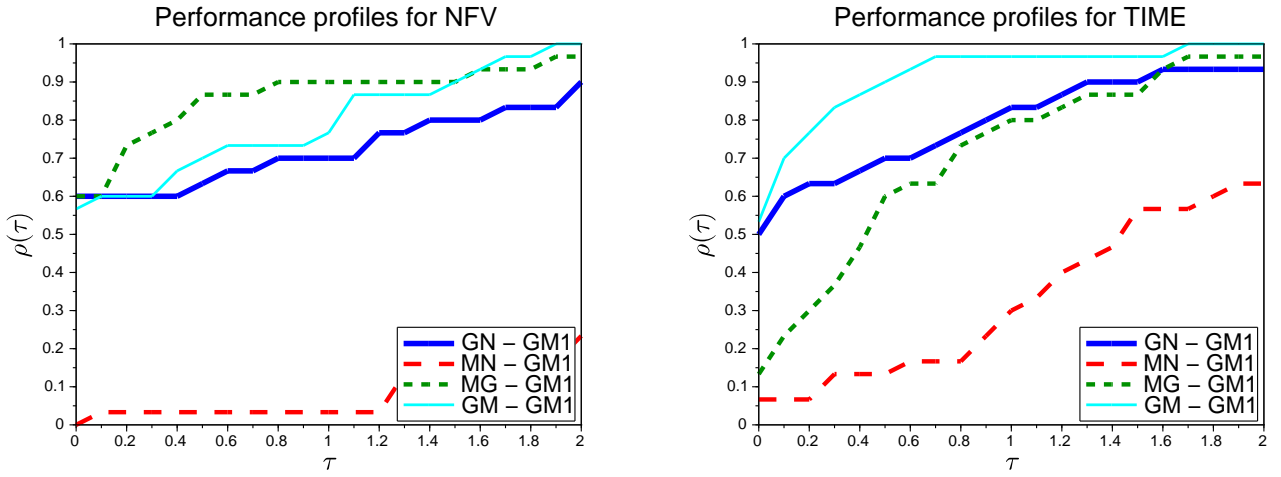 Performance profiles for NFV
1
0.9
0.8
0.7
0.6
0.5
0.4
0.3
0.2
0.1
0
ρ(τ)
0 0.2 0.4 0.6 0.8 1 1.2 1.4 1.6 1.8 2
τ
GN – GM1
MN – GM1
MG – GM1
GM – GM1
Performance profiles for TIME
1
0.9
0.8
0.7
0.6
0.5
0.4
0.3
0.2
0.1
0
ρ(τ)
0 0.2 0.4 0.6 0.8 1 1.2 1.4 1.6 1.8 2
τ
GN – GM1
MN – GM1
MG – GM1
GM – GM1